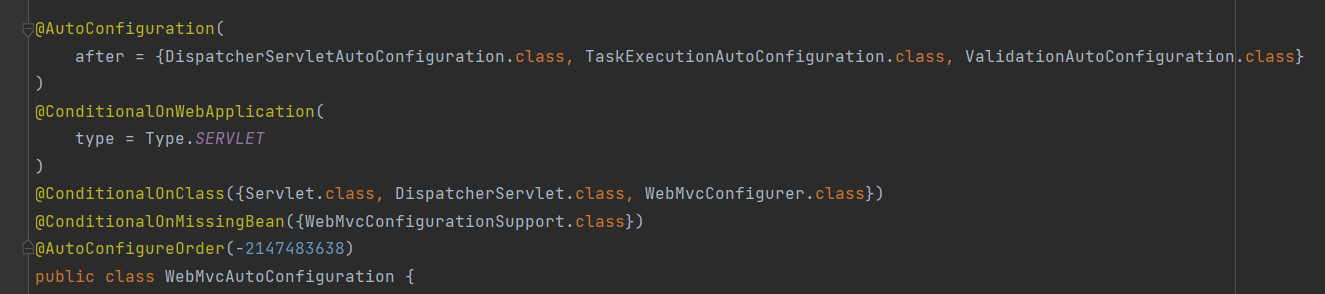 @AutoConfiguration(
    after = {DispatcherServletAutoConfiguration.class, TaskExecutionAutoConfiguration.class, ValidationAutoConfiguration.class}
)
@ConditionalOnWebApplication(
    type = Type.SERVLET
)
@ConditionalOnClass({Servlet.class, DispatcherServlet.class, WebMvcConfigurer.class})
@ConditionalOnMissingBean({WebMvcConfigurationSupport.class})
@AutoConfigureOrder(-2147483638)
public class WebMvcAutoConfiguration {